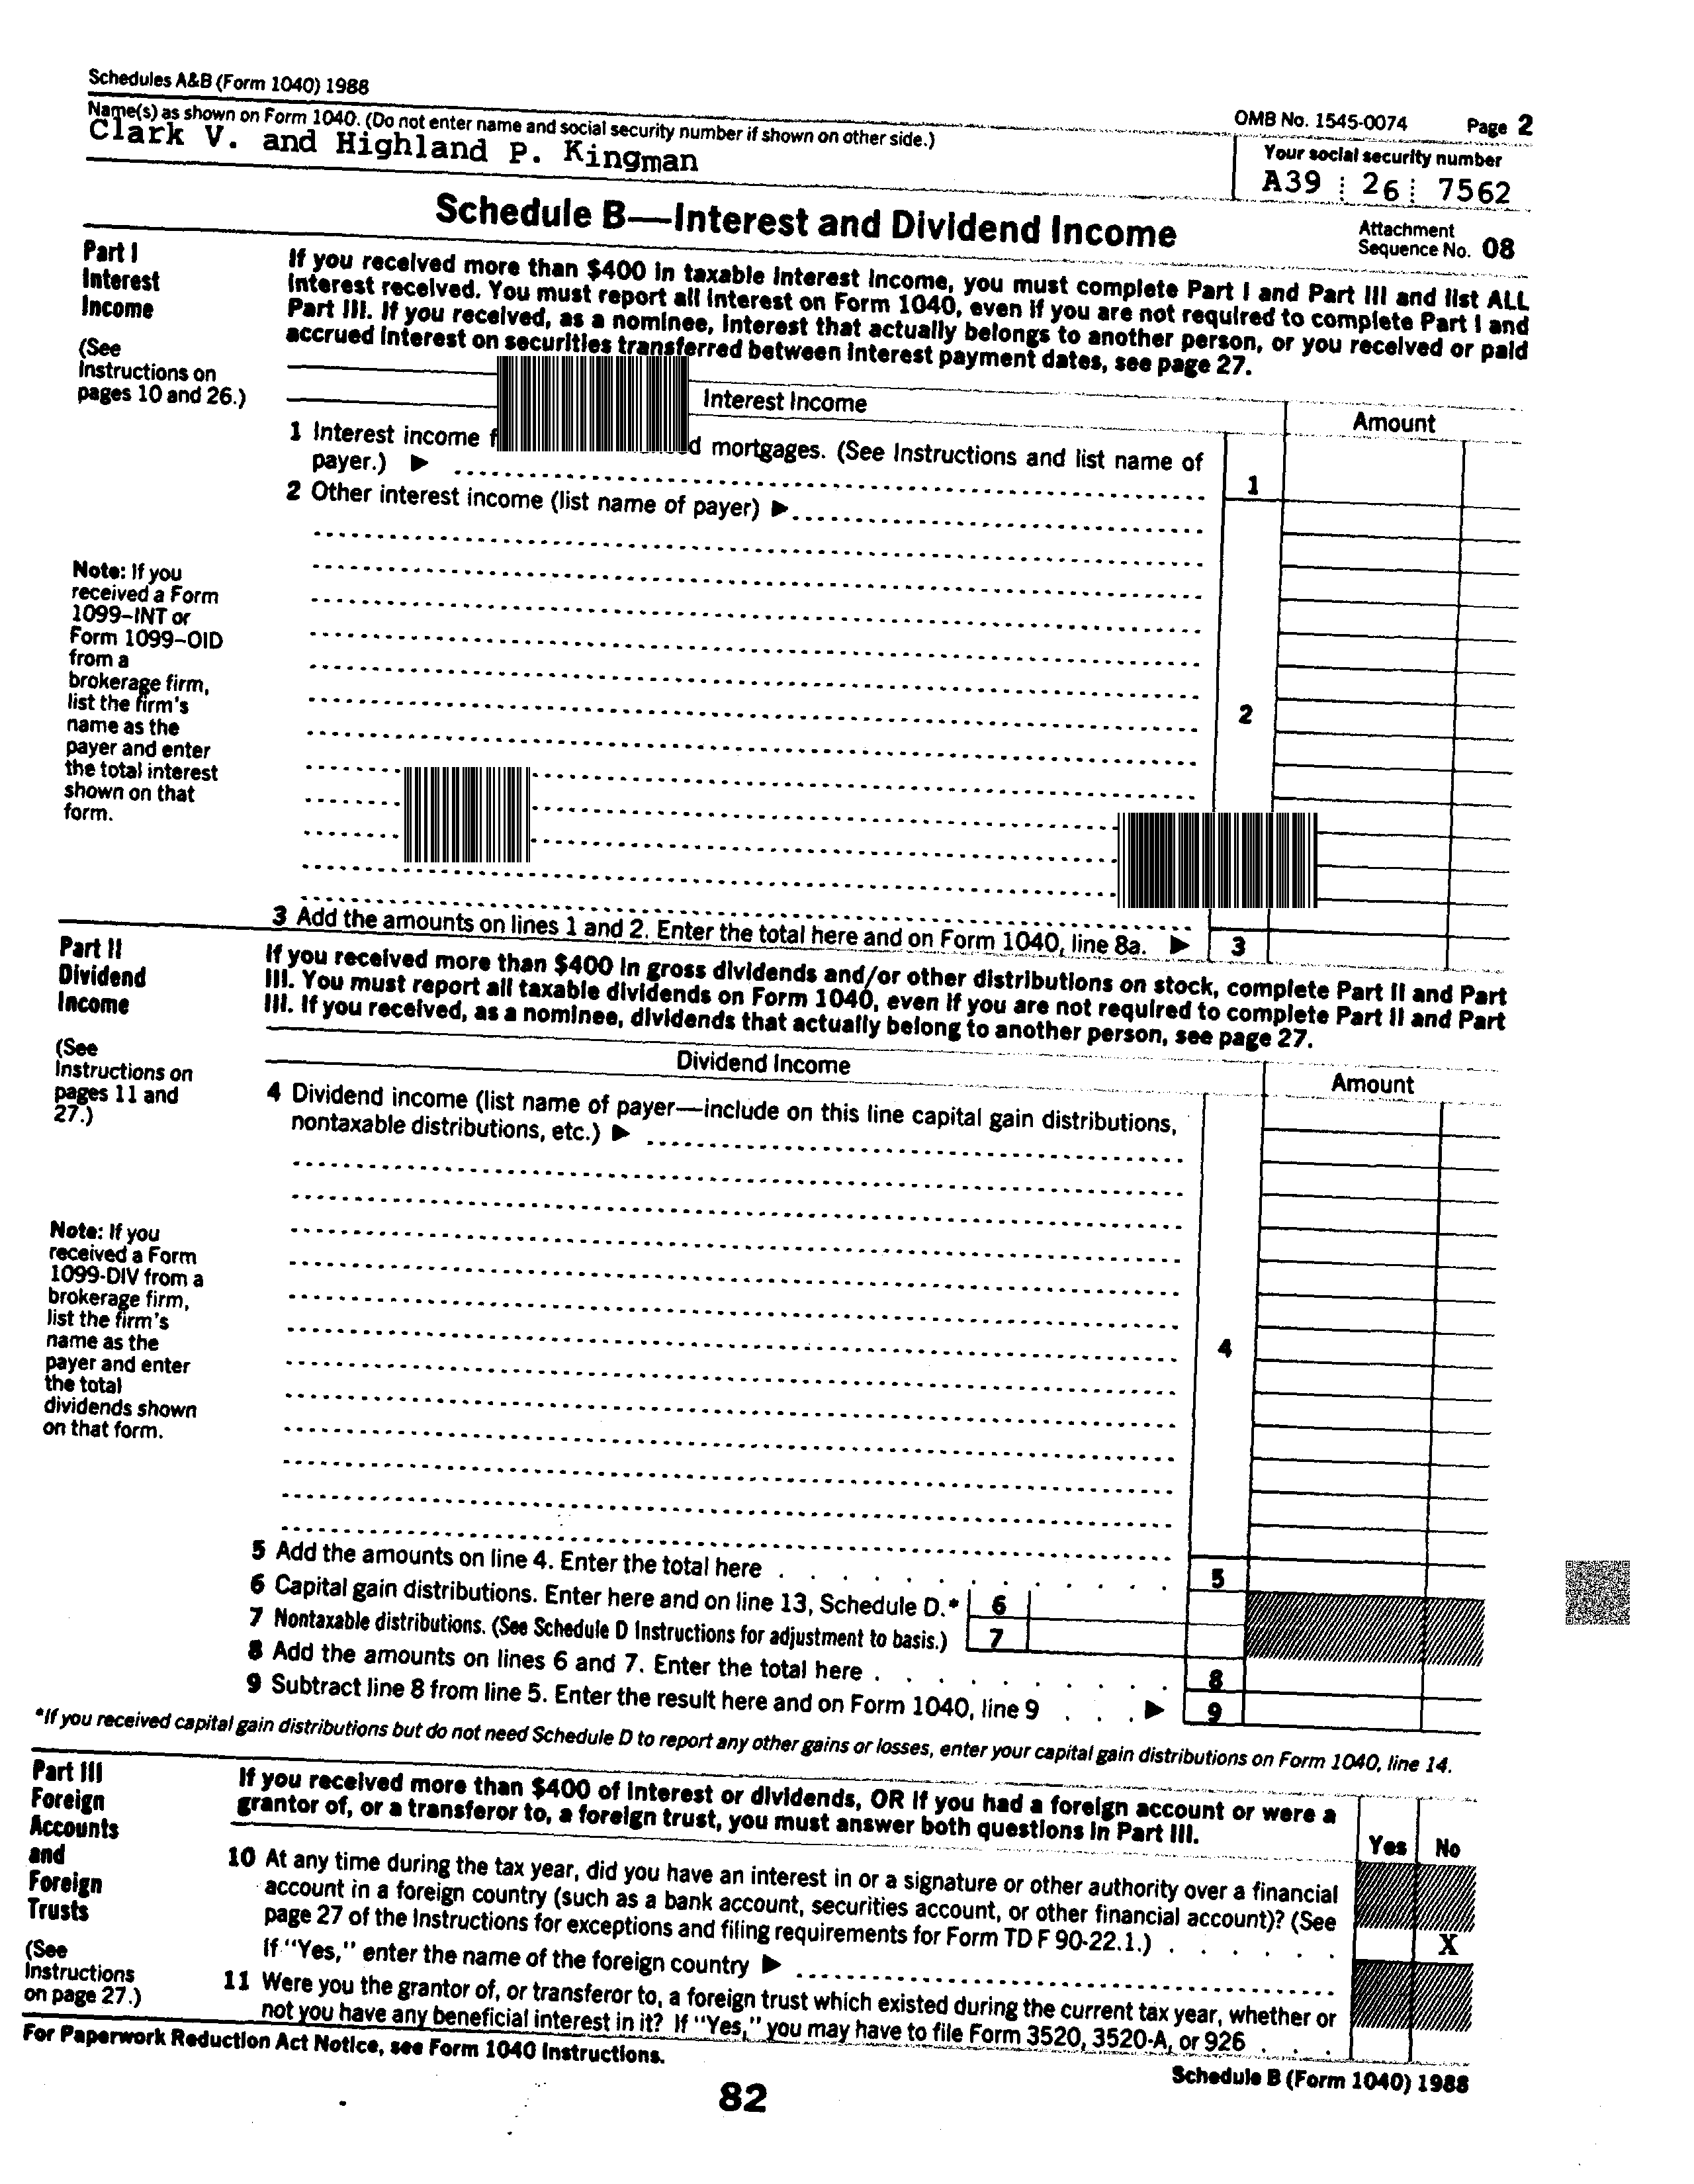 Schedules A&B (Form 1040) 1988
OMB No. 1545-0074 Page 2
Name(s) as shown on Form 1040. (Do not enter name and social security number if shown on other side.)
Your social security number
Clark V. and Highland P. Kingman
A39 26 7562
Schedule B—Interest and Dividend Income
Attachment
Sequence No. 08
Part I
Interest
Income
(See
Instructions on
pages 10 and 26.)
If you received more than $400 in taxable interest income, you must complete Part I and Part III and list ALL
interest received. You must report all interest on Form 1040, even if you are not required to complete Part I and
Part III. If you received, as a nominee, interest that actually belongs to another person, or you received or paid
accrued interest on securities transferred between interest payment dates, see page 27.
Interest Income
Amount
1 Interest income mortgages. (See Instructions and list name of
payer.) ▶
1
2 Other interest income (list name of payer) ▶
Note: If you
received a Form
1099–INT or
Form 1099–OID
from a
brokerage firm,
list the firm's
name as the
payer and enter
the total interest
shown on that
form.
2
3 Add the amounts on lines 1 and 2. Enter the total here and on Form 1040, line 8a. ▶ 3
Part II
Dividend
Income
(See
Instructions on
pages 11 and
27.)
If you received more than $400 in gross dividends and/or other distributions on stock, complete Part II and Part
III. You must report all taxable dividends on Form 1040, even if you are not required to complete Part II and Part
III. If you received, as a nominee, dividends that actually belong to another person, see page 27.
Dividend Income
Amount
4 Dividend income (list name of payer—include on this line capital gain distributions,
nontaxable distributions, etc.) ▶
Note: If you
received a Form
1099-DIV from a
brokerage firm,
list the firm's
name as the
payer and enter
the total
dividends shown
on that form.
4
5 Add the amounts on line 4. Enter the total here . . . . . . . . . . . . 5
6 Capital gain distributions. Enter here and on line 13, Schedule D.* 6
7 Nontaxable distributions. (See Schedule D Instructions for adjustment to basis.) 7
8 Add the amounts on lines 6 and 7. Enter the total here . . . . . . . . . 8
9 Subtract line 8 from line 5. Enter the result here and on Form 1040, line 9 . . . ▶ 9
*If you received capital gain distributions but do not need Schedule D to report any other gains or losses, enter your capital gain distributions on Form 1040, line 14.
Part III
Foreign
Accounts
and
Foreign
Trusts
(See
Instructions
on page 27.)
If you received more than $400 of interest or dividends, OR if you had a foreign account or were a
grantor of, or a transferor to, a foreign trust, you must answer both questions in Part III.
Yes No
10 At any time during the tax year, did you have an interest in or a signature or other authority over a financial
account in a foreign country (such as a bank account, securities account, or other financial account)? (See
page 27 of the Instructions for exceptions and filing requirements for Form TD F 90-22.1.) . . . . . . X
If "Yes," enter the name of the foreign country ▶
11 Were you the grantor of, or transferor to, a foreign trust which existed during the current tax year, whether or
not you have any beneficial interest in it? If "Yes," you may have to file Form 3520, 3520-A, or 926 . . .
For Paperwork Reduction Act Notice, see Form 1040 Instructions.
Schedule B (Form 1040) 1988
82